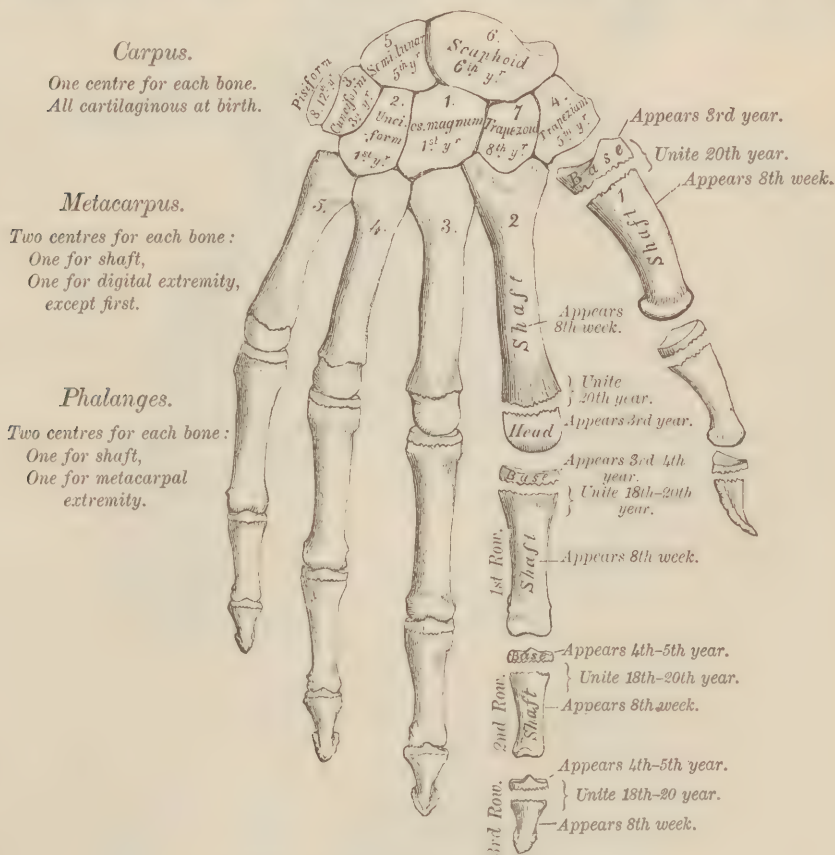 Carpus.
One centre for each bone.
All cartilaginous at birth.
Pisiform
8.12th yr
3.
Cuneiform
3rd yr
5.
Semilunar
5th yr
6.
Scaphoid
6th yr
2.
Unci-
form
1st yr
1.
os.magnum
1st yr
7
Trapezoid
8th yr
4.
Trapezium
5th yr
Base
Appears 3rd year.
Unite 20th year.
Appears 8th week.
1
Shaft
Metacarpus.
Two centres for each bone:
One for shaft,
One for digital extremity,
except first.
5.
4.
3.
2
Shaft
Appears
8th week.
Unite
20th year.
Head
Appears 3rd year.
Phalanges.
Two centres for each bone:
One for shaft,
One for metacarpal
extremity.
Base
Appears 3rd 4th
year.
Unite 18th-20th
year.
1st Row.
Shaft
Appears 8th week.
Base
Appears 4th-5th year.
Unite 18th-20th year.
2nd Row.
Shaft
Appears 8th week.
Appears 4th-5th year.
Unite 18th-20 year.
3rd Row.
Appears 8th week.